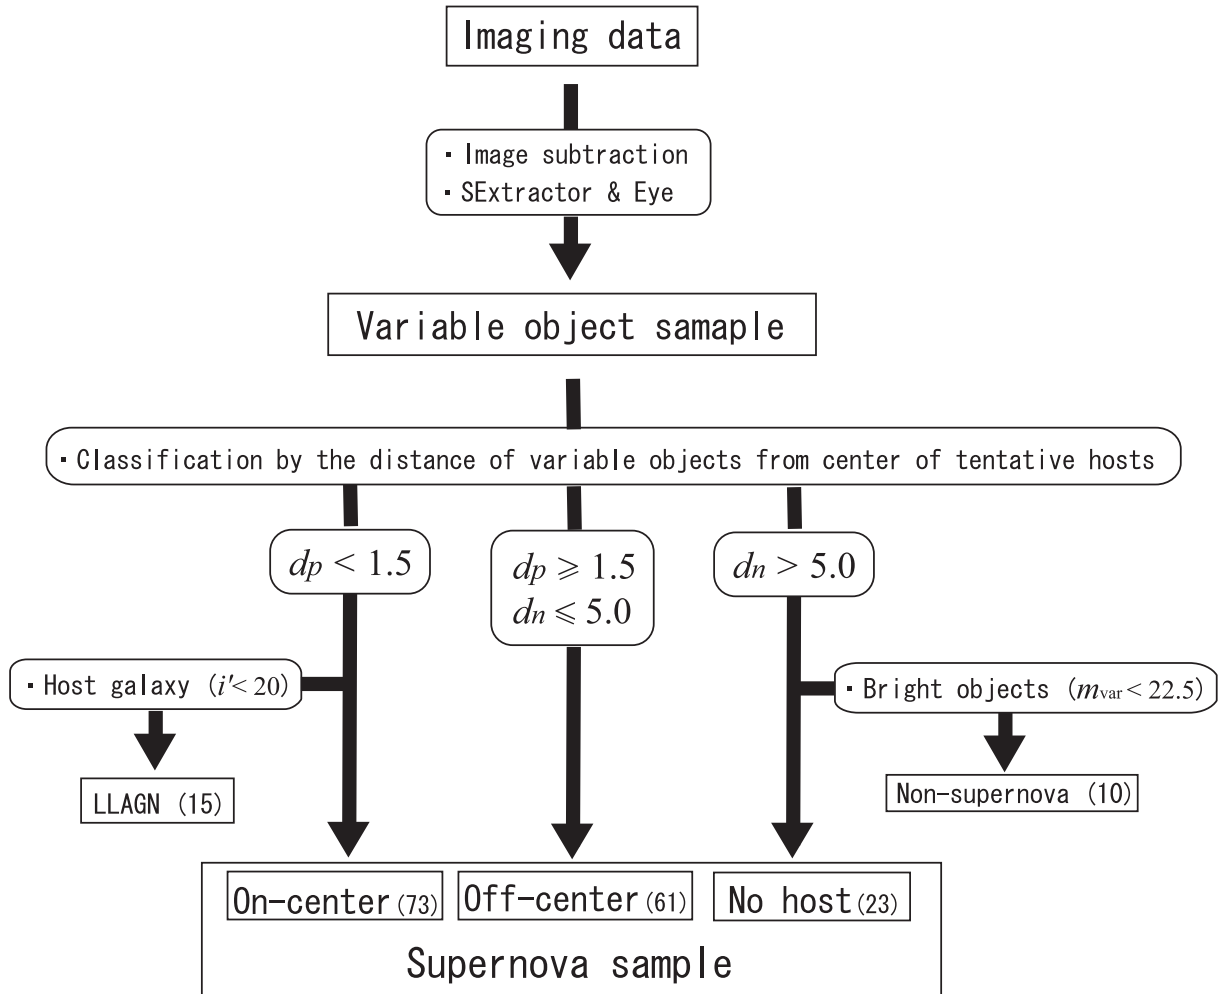 Imaging data
・Image subtraction
・SExtractor & Eye
Variable object samaple
・Classification by the distance of variable objects from center of tentative hosts
dp < 1.5
dp ⩾ 1.5
dn ⩽ 5.0
dn > 5.0
・Host galaxy (i′< 20)
・Bright objects (mvar < 22.5)
LLAGN (15)
Non-supernova (10)
On-center (73)
Off-center (61)
No host (23)
Supernova sample